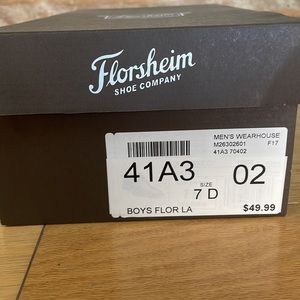 Florsheim
SHOE COMPANY
MEN'S WEARHOUSE
M26302601 F17
41A3 70402
41A3 02
SIZE
7 D
BOYS FLOR LA
$49.99